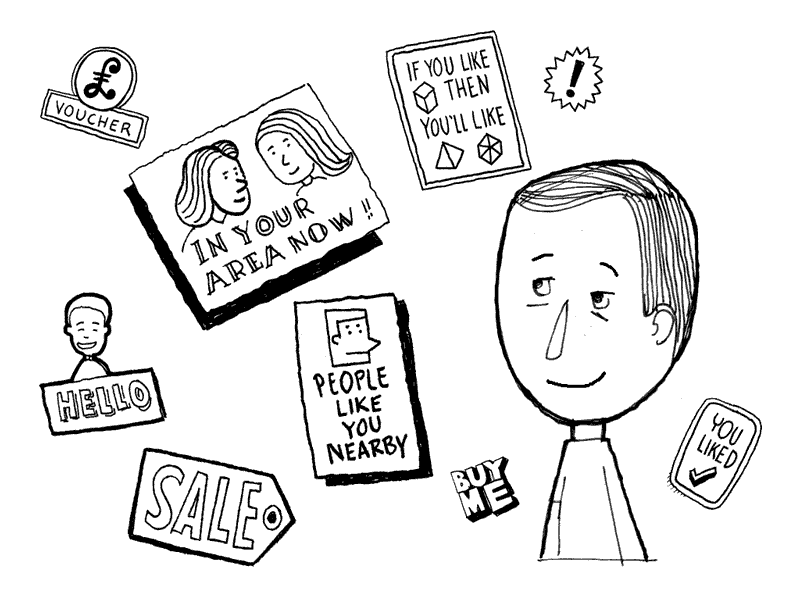 £
VOUCHER
IN YOUR
AREA NOW!!
IF YOU LIKE
THEN
YOU'LL LIKE
!
HELLO
PEOPLE
LIKE
YOU
NEARBY
SALE
BUY
ME
YOU
LIKED